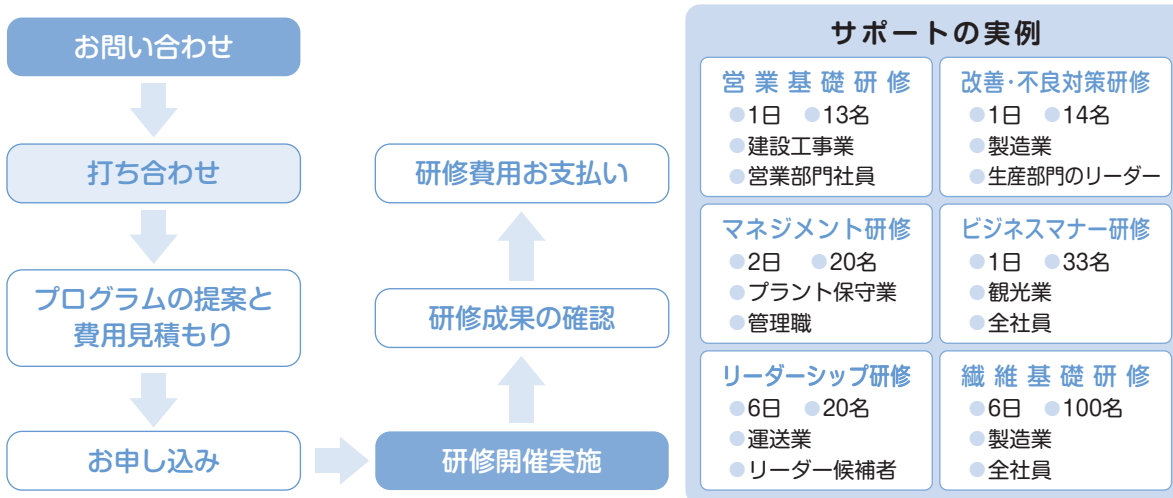 お問い合わせ
打ち合わせ
プログラムの提案と
費用見積もり
お申し込み
研修開催実施
研修成果の確認
研修費用お支払い
サポートの実例
営業基礎研修
●1日 ●13名
●建設工事業
●営業部門社員
改善・不良対策研修
●1日 ●14名
●製造業
●生産部門のリーダー
マネジメント研修
●2日 ●20名
●プラント保守業
●管理職
ビジネスマナー研修
●1日 ●33名
●観光業
●全社員
リーダーシップ研修
●6日 ●20名
●運送業
●リーダー候補者
繊維基礎研修
●6日 ●100名
●製造業
●全社員